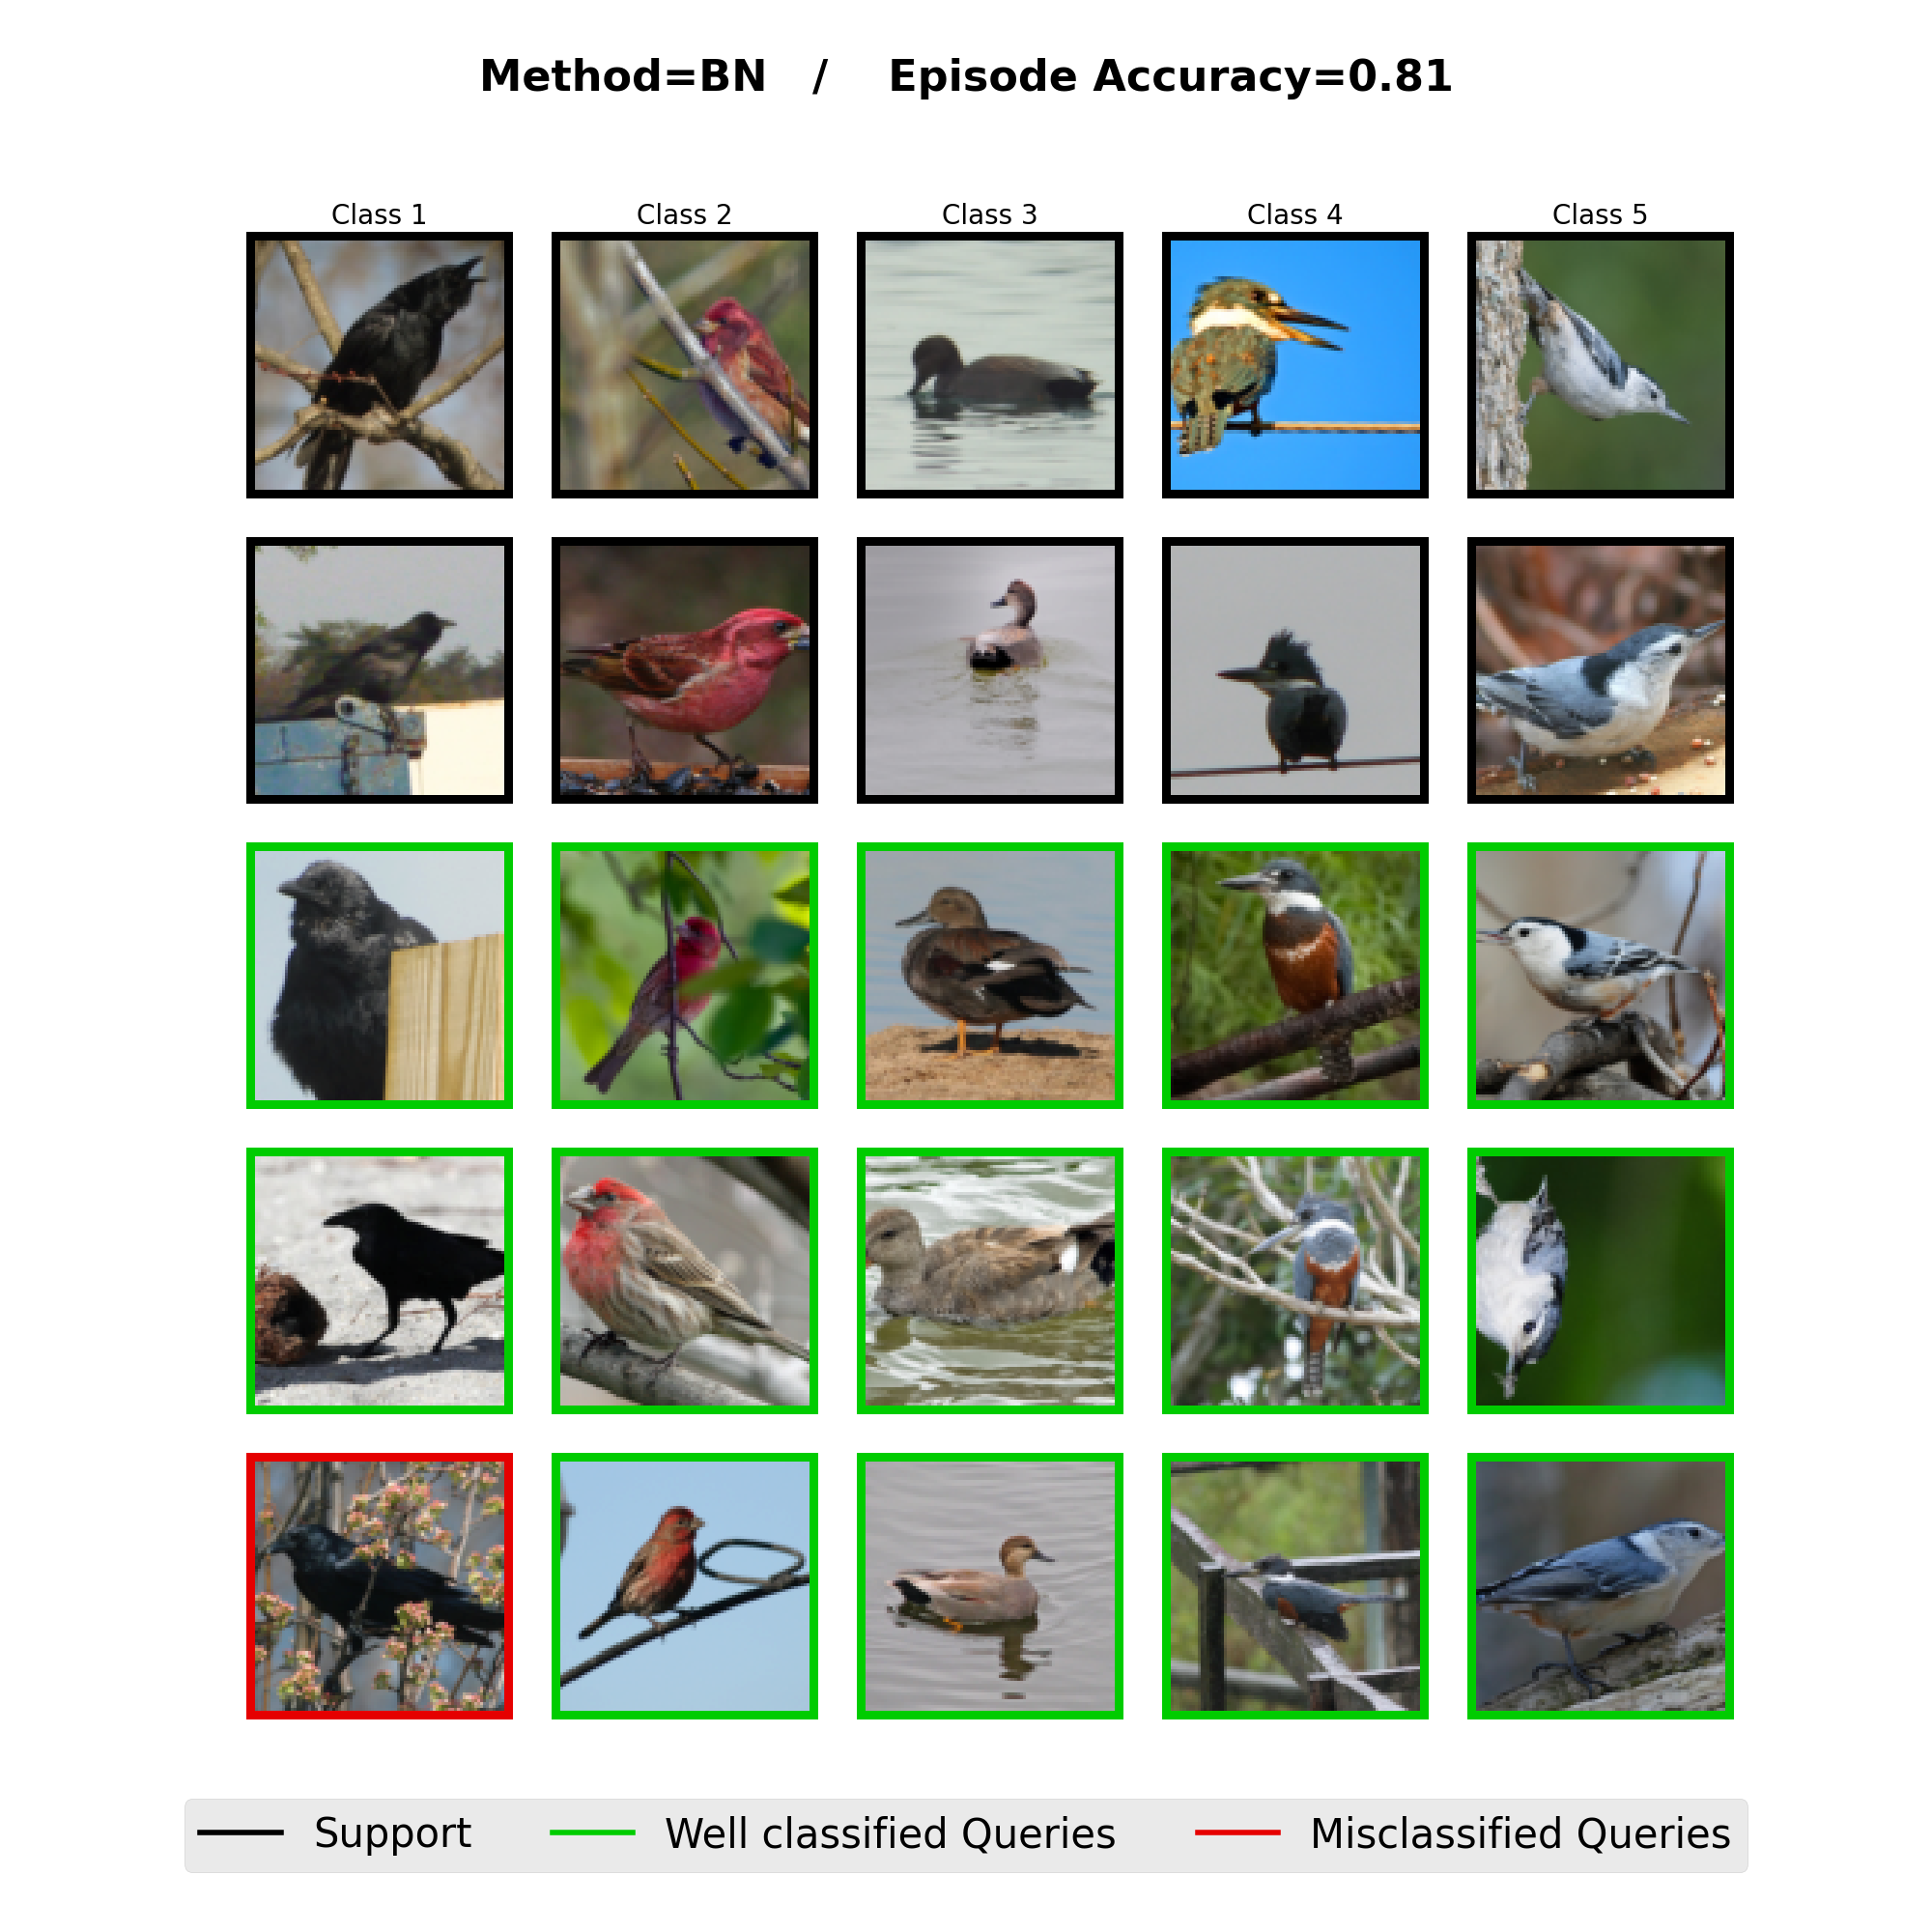 Method=BN / Episode Accuracy=0.81
Class 1 Class 2 Class 3 Class 4 Class 5
Support Well classified Queries Misclassified Queries